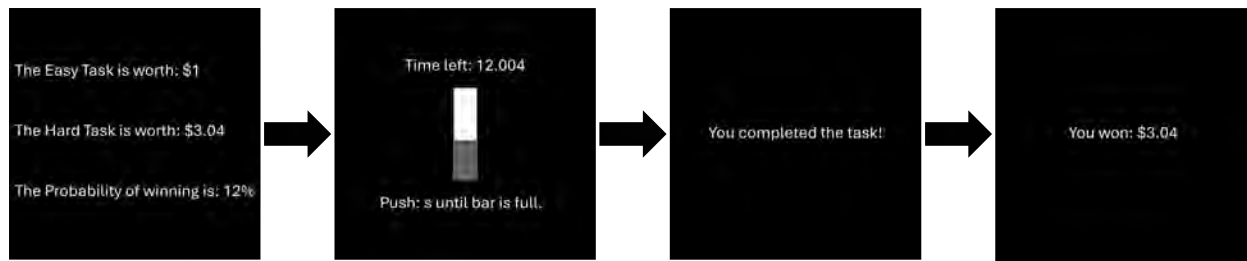 The Easy Task is worth: $1
The Hard Task is worth: $3.04
The Probability of winning is: 12%
Time left: 12.004
Push: s until bar is full.
You completed the task!
You won: $3.04